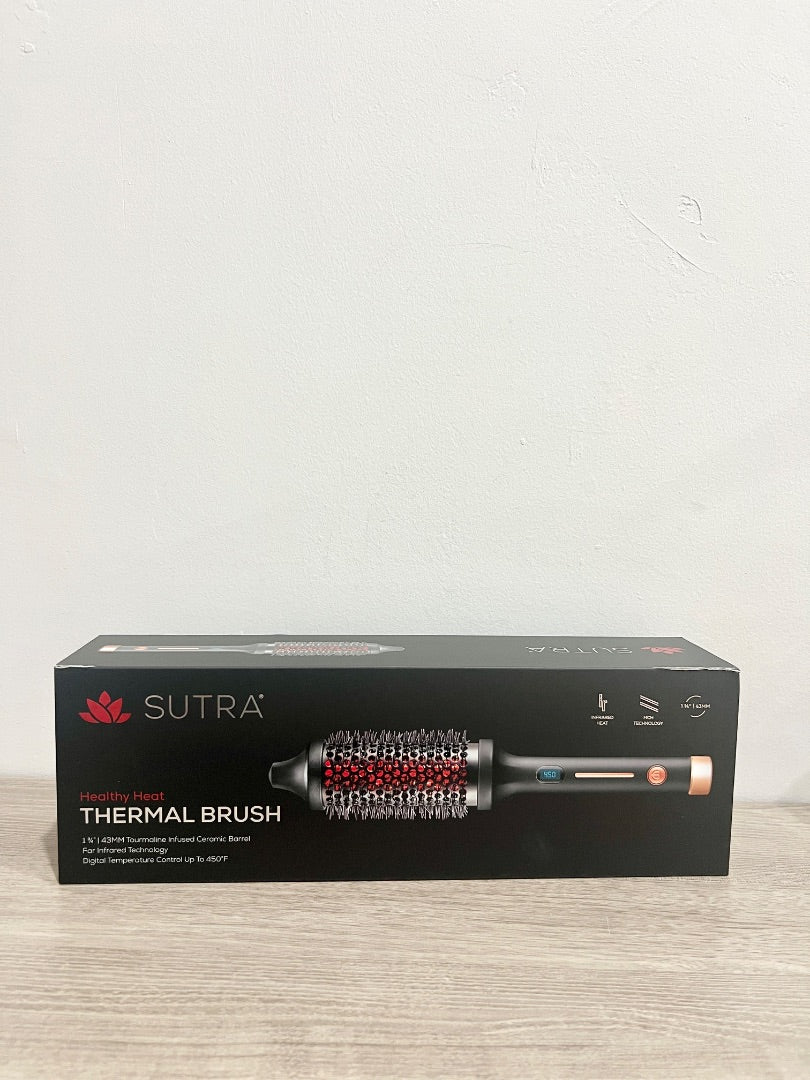 SUTRA
SUTRA®
INFRARED
HEAT
MCH
TECHNOLOGY
1 ¾" | 43MM
450
Healthy Heat
THERMAL BRUSH
1 ¾" | 43MM Tourmaline Infused Ceramic Barrel
Far Infrared Technology
Digital Temperature Control Up To 450°F